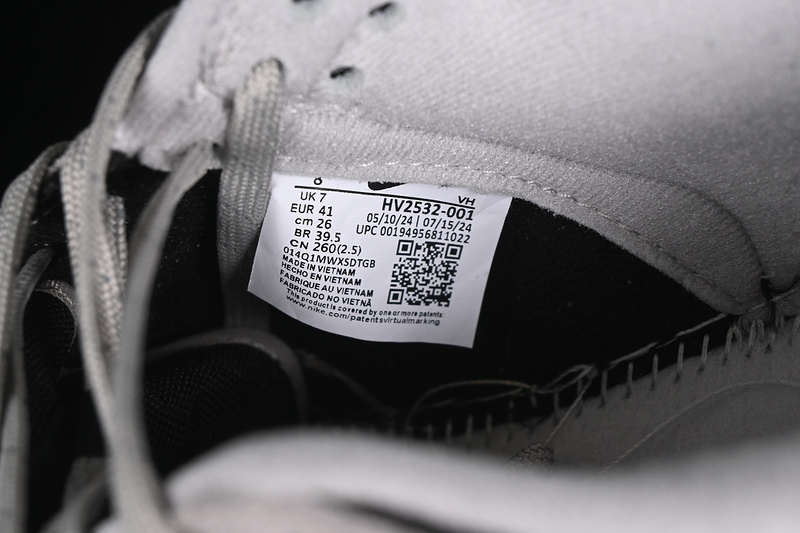 8
UK 7
EUR 41
cm 26
BR 39.5
CN 260(2.5)
014Q1MWXSDTGB
MADE IN VIETNAM
HECHO EN VIETNAM
FABRIQUE AU VIETNAM
FABRICADO NO VIETNÃ
This product is covered by one or more patents:
www.nike.com/patentsvirtualmarking
VH
HV2532-001
05/10/24 | 07/15/24
UPC 00194956811022